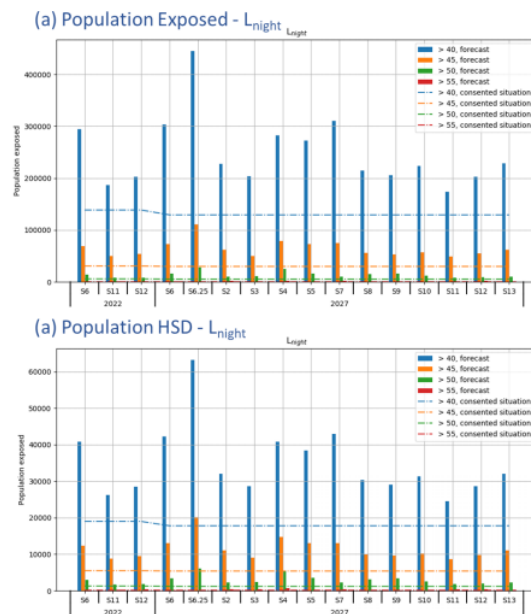 (a) Population Exposed - Lnight
Lnight
> 40, forecast
> 45, forecast
> 50, forecast
> 55, forecast
> 40, consented situation
> 45, consented situation
> 50, consented situation
> 55, consented situation
Population exposed
400000
300000
200000
100000
0
S6 S11 S12 S6 S6.25 S2 S3 S4 S5 S7 S8 S9 S10 S11 S12 S13
2022 2027
(a) Population HSD - Lnight
Lnight
> 40, forecast
> 45, forecast
> 50, forecast
> 55, forecast
> 40, consented situation
> 45, consented situation
> 50, consented situation
> 55, consented situation
Population exposed
60000
50000
40000
30000
20000
10000
0
S6 S11 S12 S6 S6.25 S2 S3 S4 S5 S7 S8 S9 S10 S11 S12 S13
2022 2027